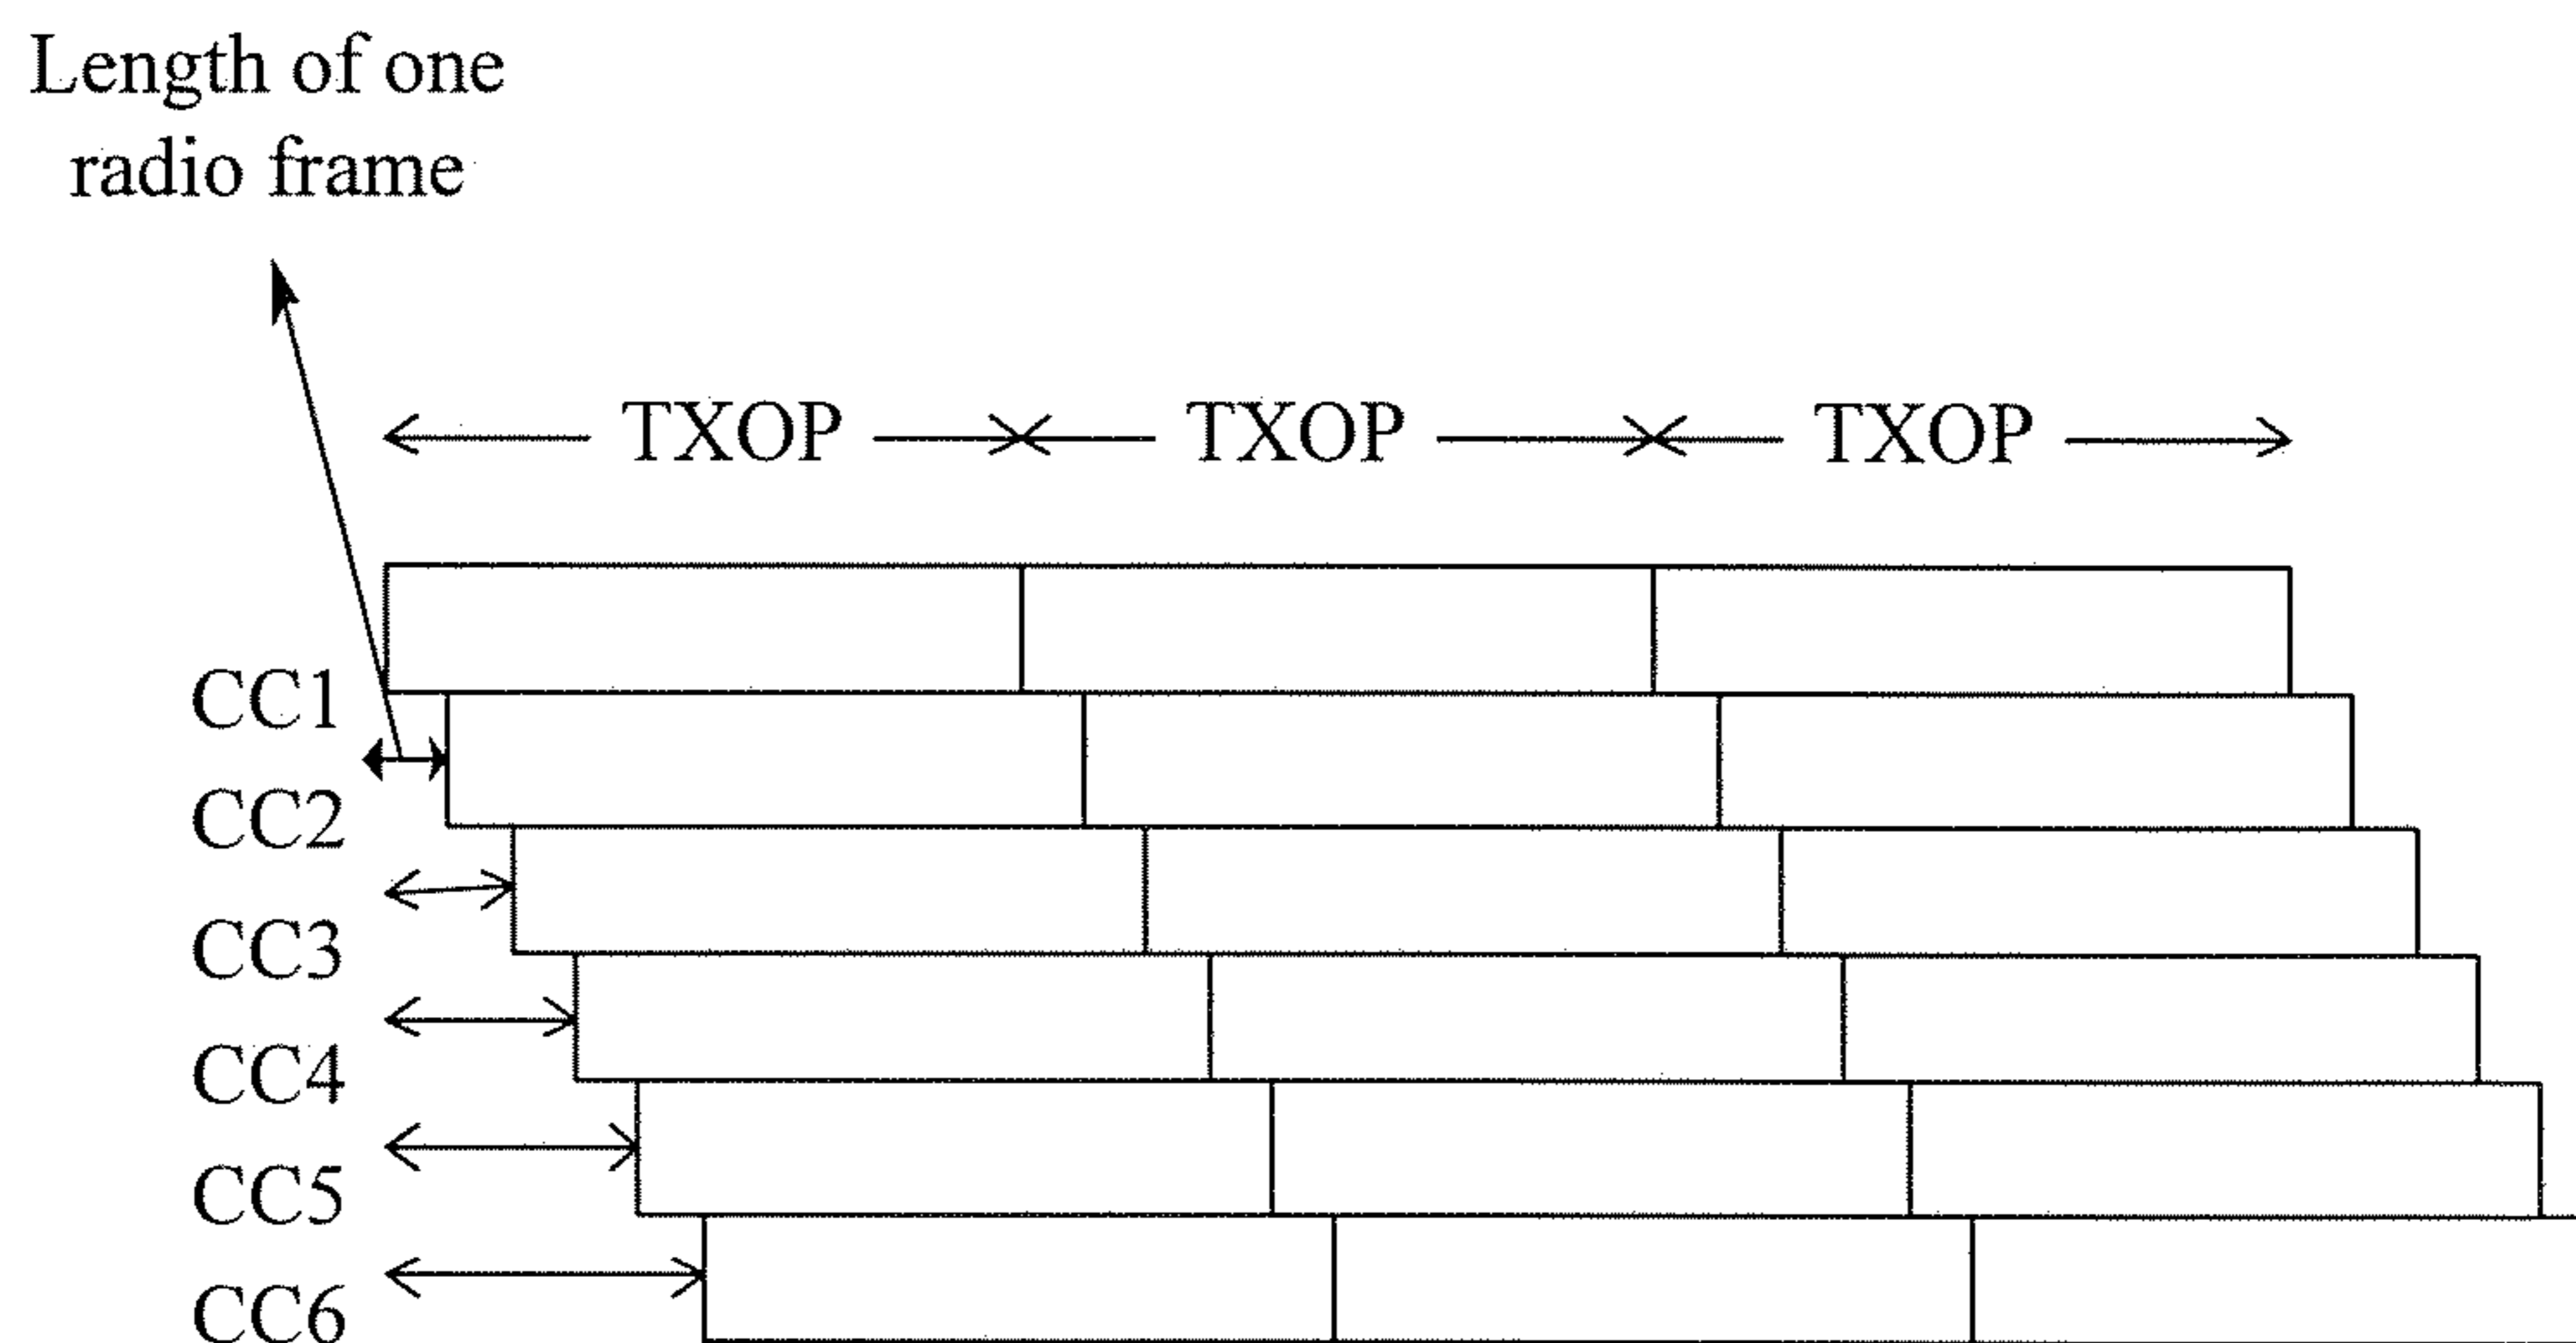 Length of one
radio frame
TXOP TXOP TXOP
CC1
CC2
CC3
CC4
CC5
CC6